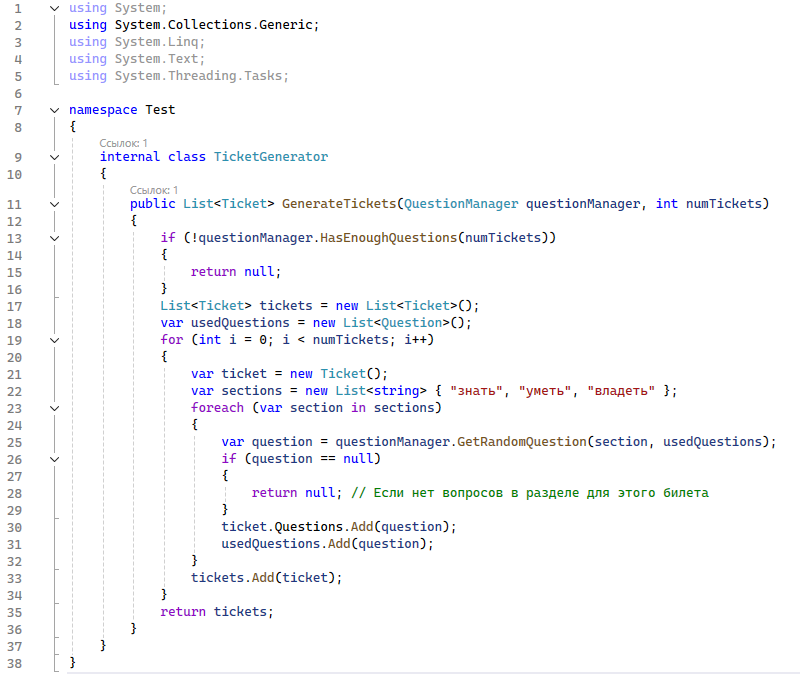 1 using System;
2 using System.Collections.Generic;
3 using System.Linq;
4 using System.Text;
5 using System.Threading.Tasks;
6
7 namespace Test
8 {
Ссылок: 1
9 internal class TicketGenerator
10 {
Ссылок: 1
11 public List<Ticket> GenerateTickets(QuestionManager questionManager, int numTickets)
12 {
13 if (!questionManager.HasEnoughQuestions(numTickets))
14 {
15 return null;
16 }
17 List<Ticket> tickets = new List<Ticket>();
18 var usedQuestions = new List<Question>();
19 for (int i = 0; i < numTickets; i++)
20 {
21 var ticket = new Ticket();
22 var sections = new List<string> { "знать", "уметь", "владеть" };
23 foreach (var section in sections)
24 {
25 var question = questionManager.GetRandomQuestion(section, usedQuestions);
26 if (question == null)
27 {
28 return null; // Если нет вопросов в разделе для этого билета
29 }
30 ticket.Questions.Add(question);
31 usedQuestions.Add(question);
32 }
33 tickets.Add(ticket);
34 }
35 return tickets;
36 }
37 }
38 }